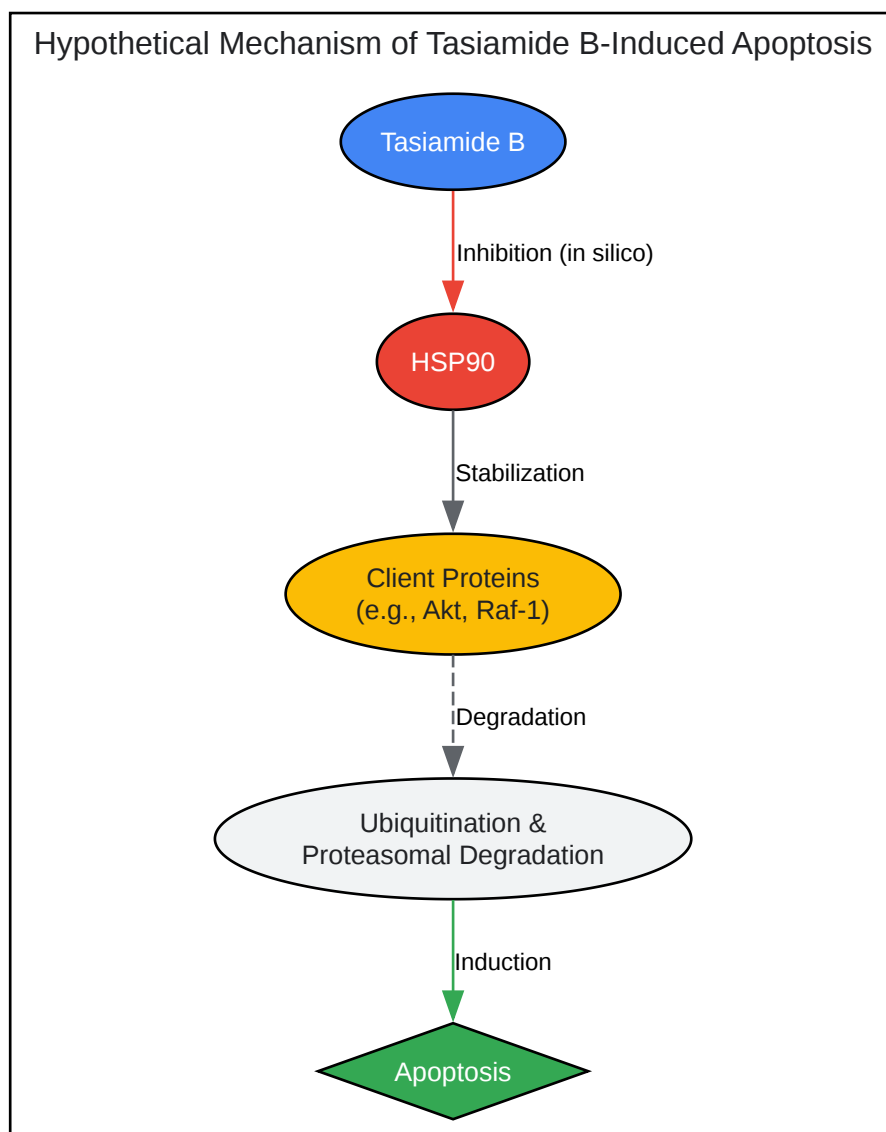 Hypothetical Mechanism of Tasiamide B-Induced Apoptosis
Tasiamide B
Inhibition (in silico)
HSP90
Stabilization
Client Proteins
(e.g., Akt, Raf-1)
Degradation
Ubiquitination &
Proteasomal Degradation
Induction
Apoptosis